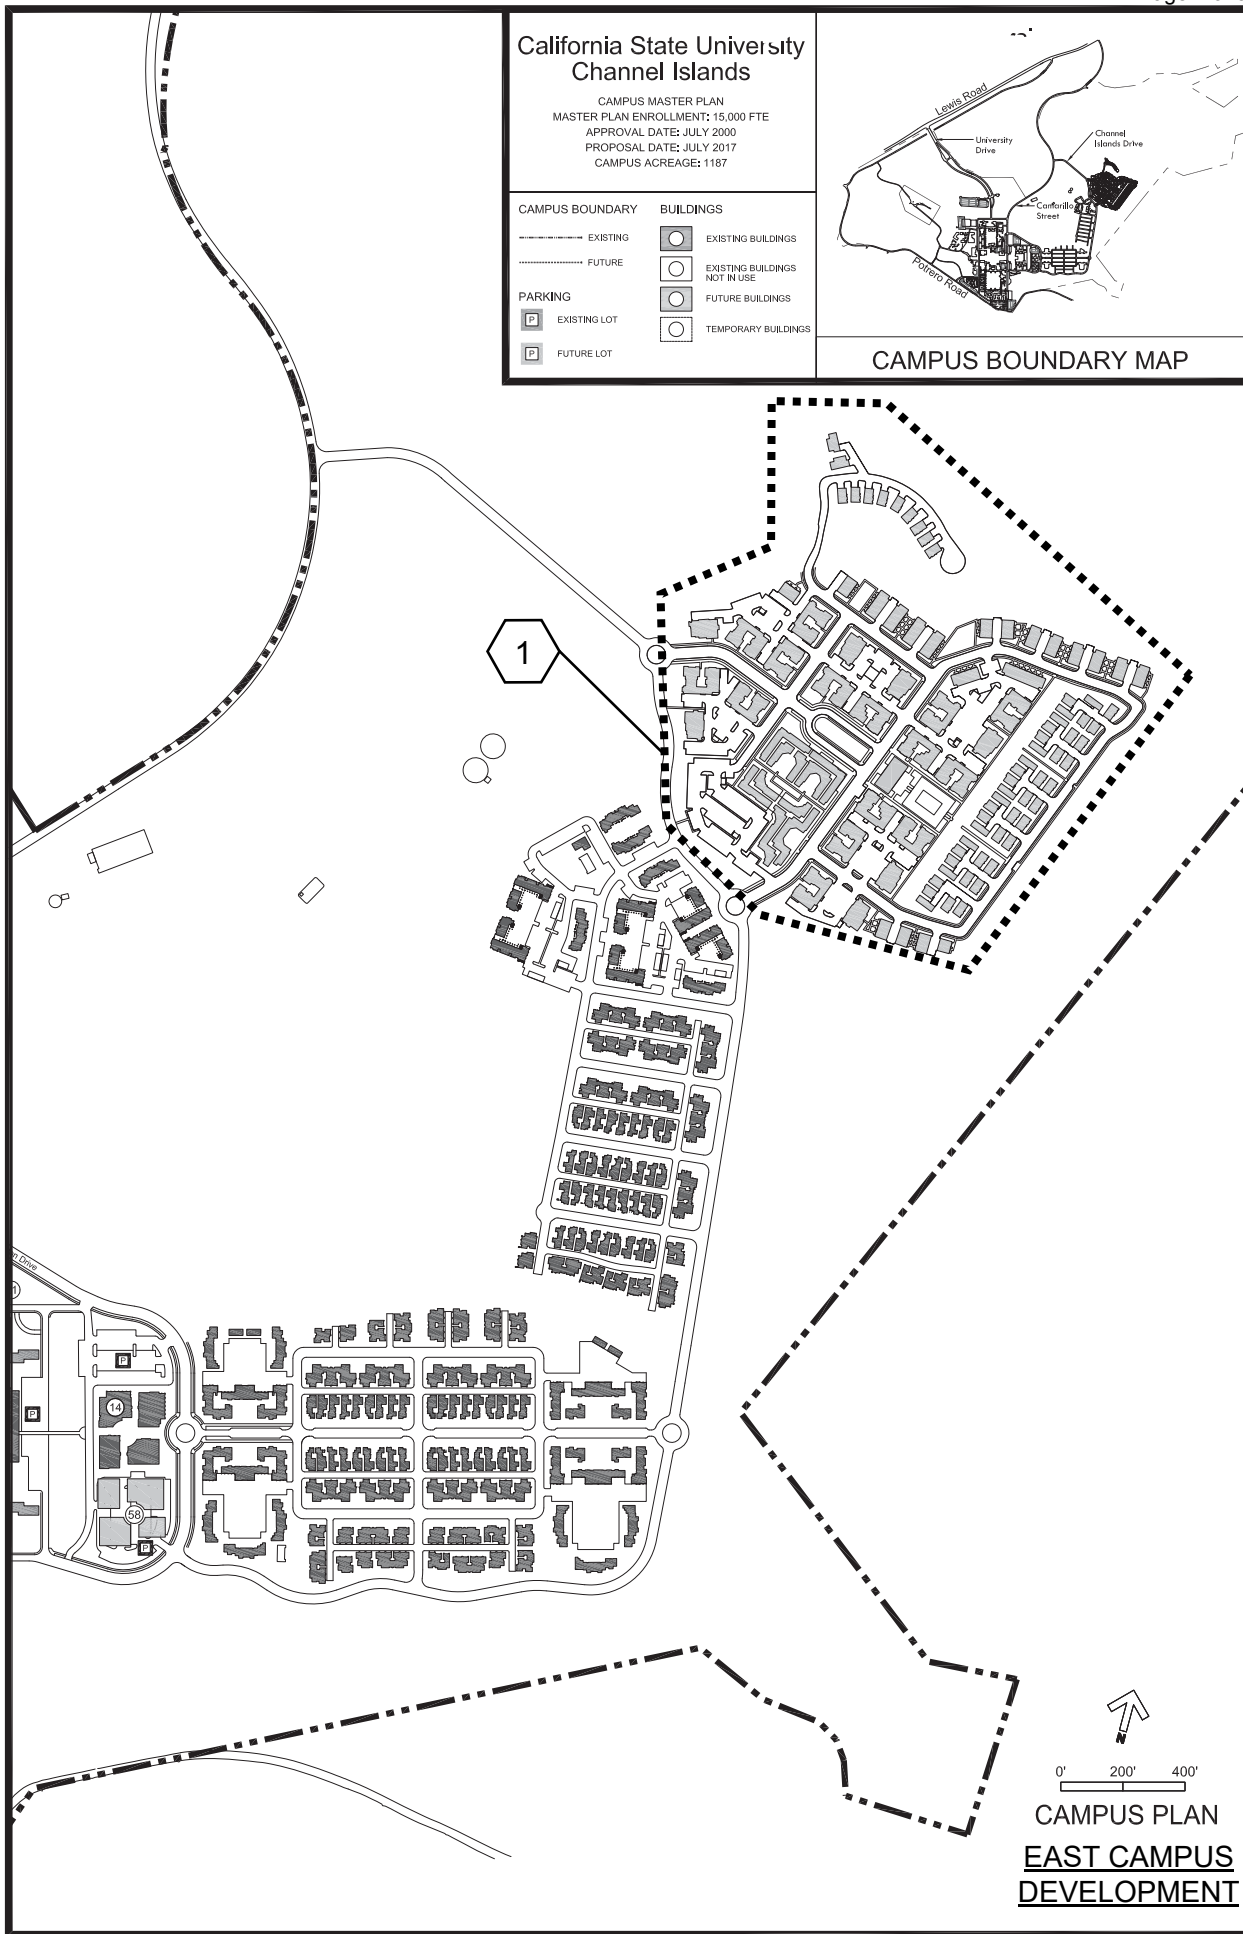 California State University
Channel Islands
CAMPUS MASTER PLAN
MASTER PLAN ENROLLMENT: 15,000 FTE
APPROVAL DATE: JULY 2000
PROPOSAL DATE: JULY 2017
CAMPUS ACREAGE: 1187
CAMPUS BOUNDARY
EXISTING
FUTURE
PARKING
P EXISTING LOT
P FUTURE LOT
BUILDINGS
EXISTING BUILDINGS
EXISTING BUILDINGS
NOT IN USE
FUTURE BUILDINGS
TEMPORARY BUILDINGS
Lewis Road
University
Drive
Channel
Islands Drive
Camarillo
Street
Potrero Road
CAMPUS BOUNDARY MAP
1
Drive
P
P
14
58
P
N
0' 200' 400'
CAMPUS PLAN
EAST CAMPUS
DEVELOPMENT